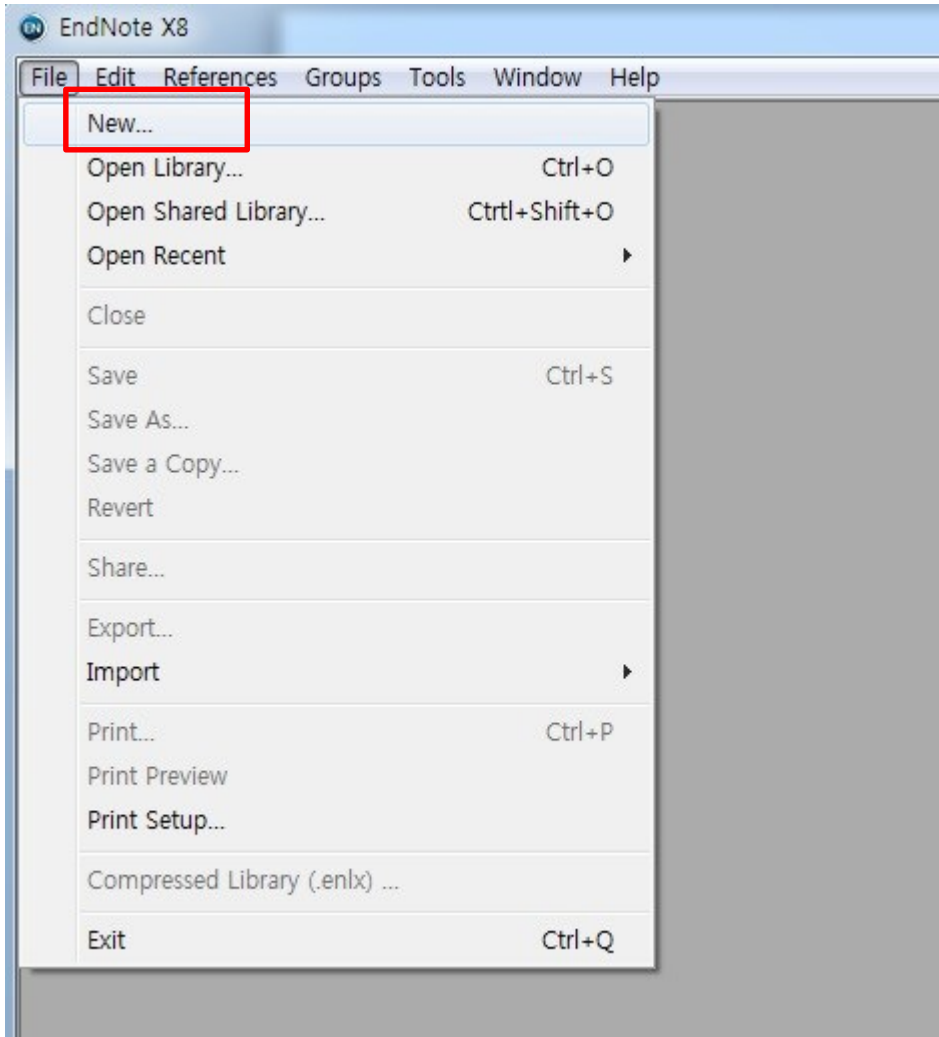 EndNote X8
File Edit References Groups Tools Window Help
New...
Open Library... Ctrl+O
Open Shared Library... Ctrtl+Shift+O
Open Recent
Close
Save Ctrl+S
Save As...
Save a Copy...
Revert
Share...
Export...
Import
Print... Ctrl+P
Print Preview
Print Setup...
Compressed Library (.enlx) ...
Exit Ctrl+Q